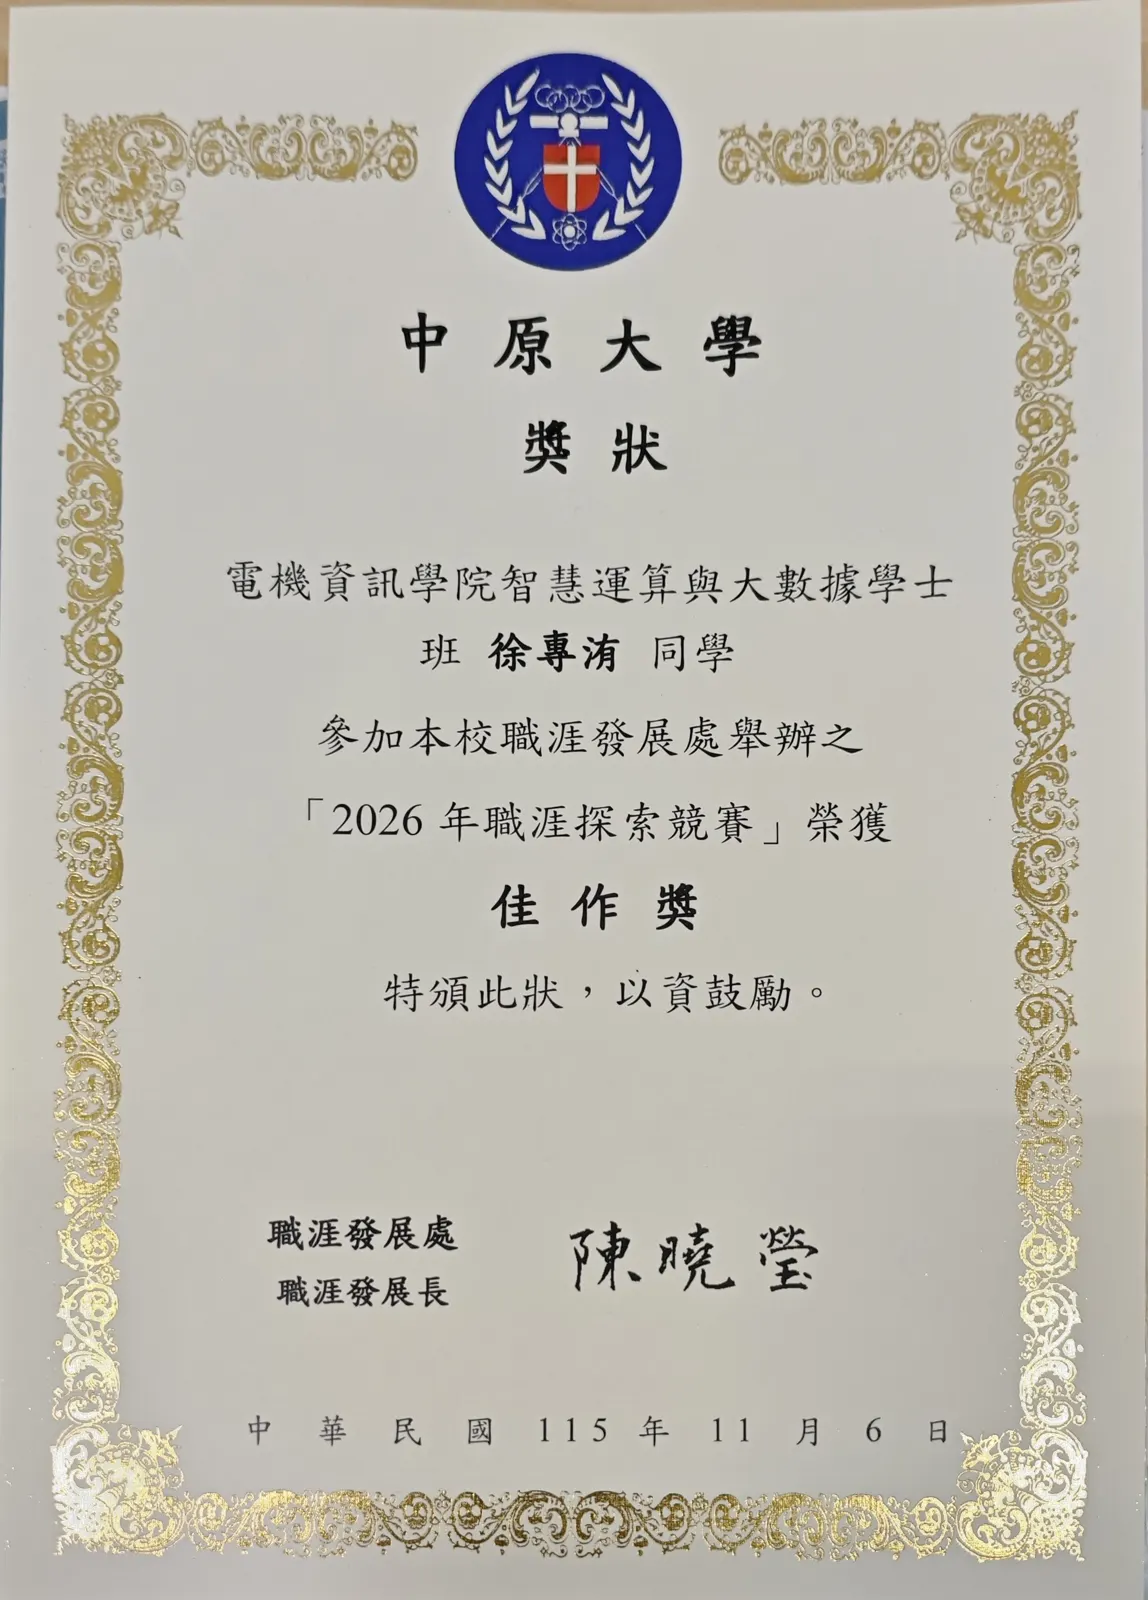 中原大學
獎狀
電機資訊學院智慧運算與大數據學士
班 徐專洧 同學
參加本校職涯發展處舉辦之
「2026 年職涯探索競賽」榮獲
佳作獎
特頒此狀,以資鼓勵。
職涯發展處
職涯發展長
陳曉瑩
中華民國 115 年 11 月 6 日